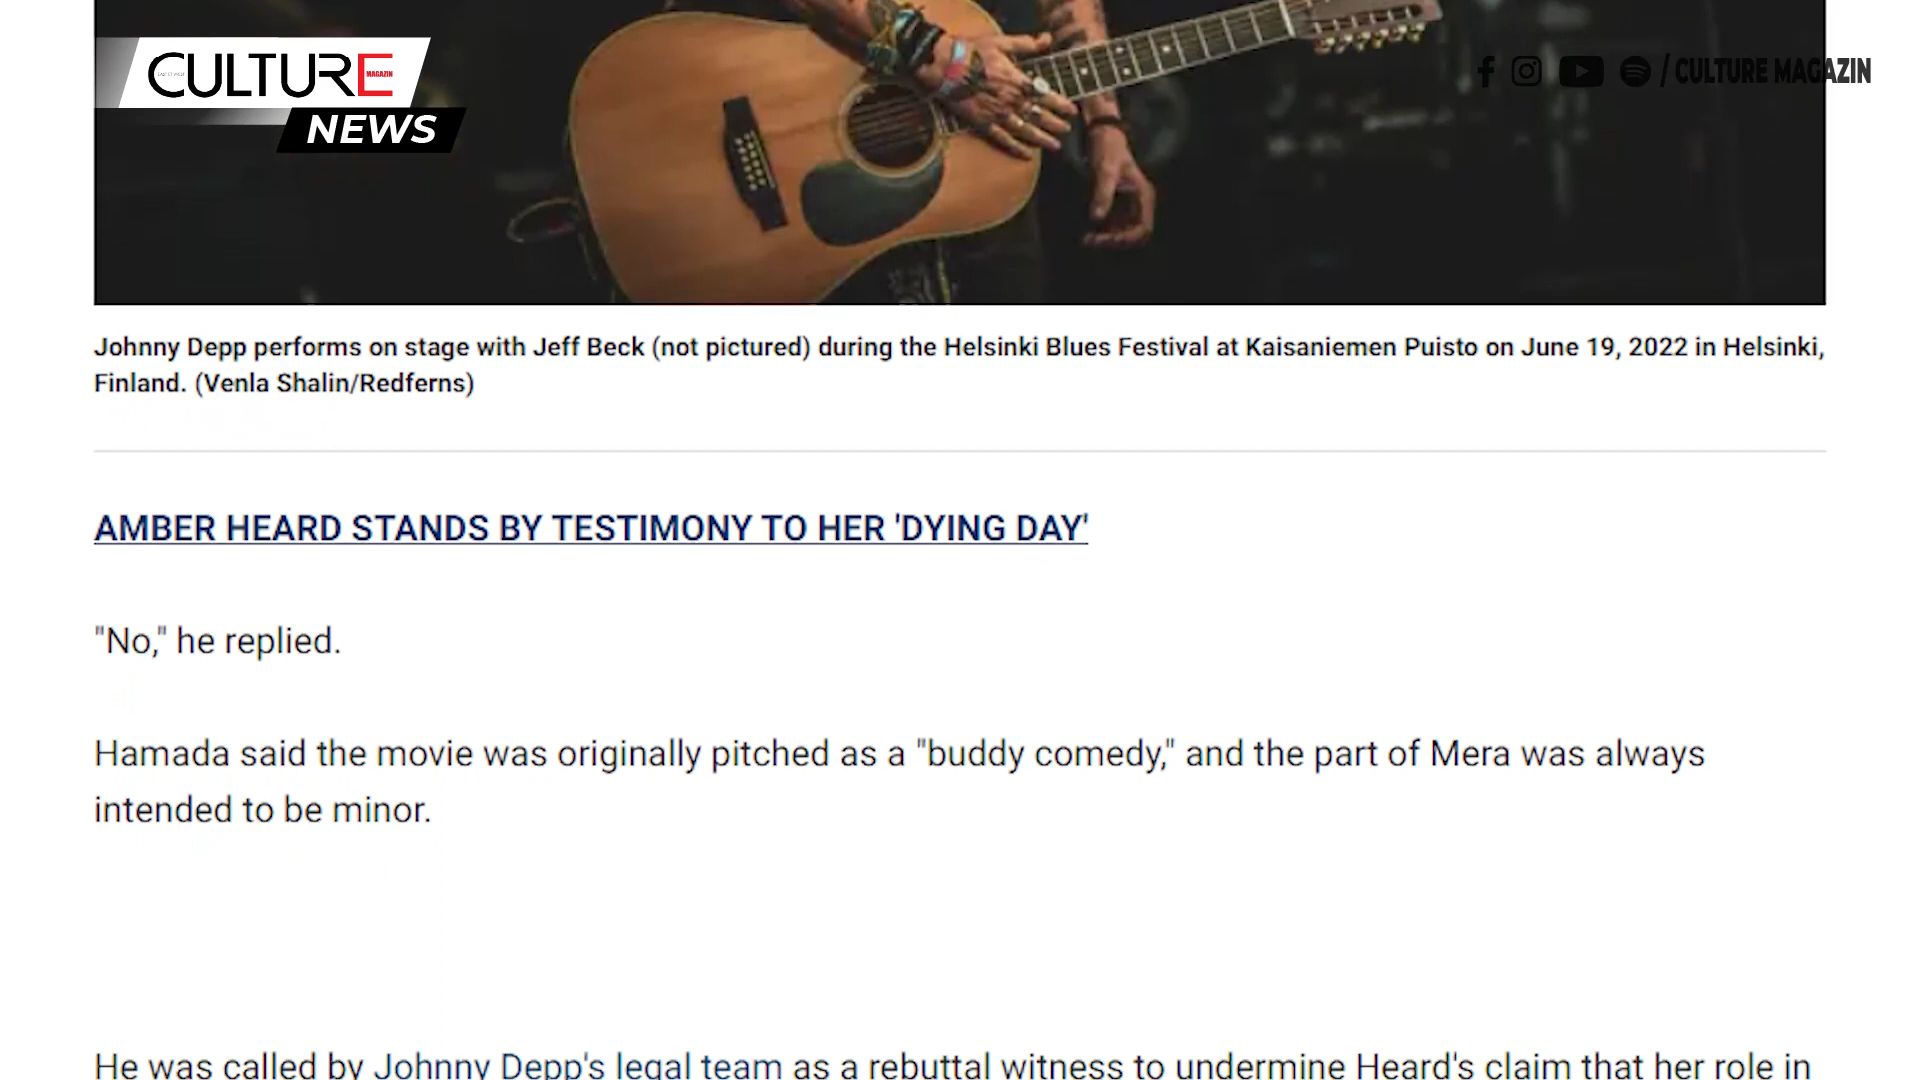 CULTURE
MAGAZIN
NEWS
/ CULTURE MAGAZIN
Johnny Depp performs on stage with Jeff Beck (not pictured) during the Helsinki Blues Festival at Kaisaniemen Puisto on June 19, 2022 in Helsinki,
Finland. (Venla Shalin/Redferns)
AMBER HEARD STANDS BY TESTIMONY TO HER 'DYING DAY'
"No," he replied.
Hamada said the movie was originally pitched as a "buddy comedy," and the part of Mera was always
intended to be minor.
He was called by Johnny Depp's legal team as a rebuttal witness to undermine Heard's claim that her role in